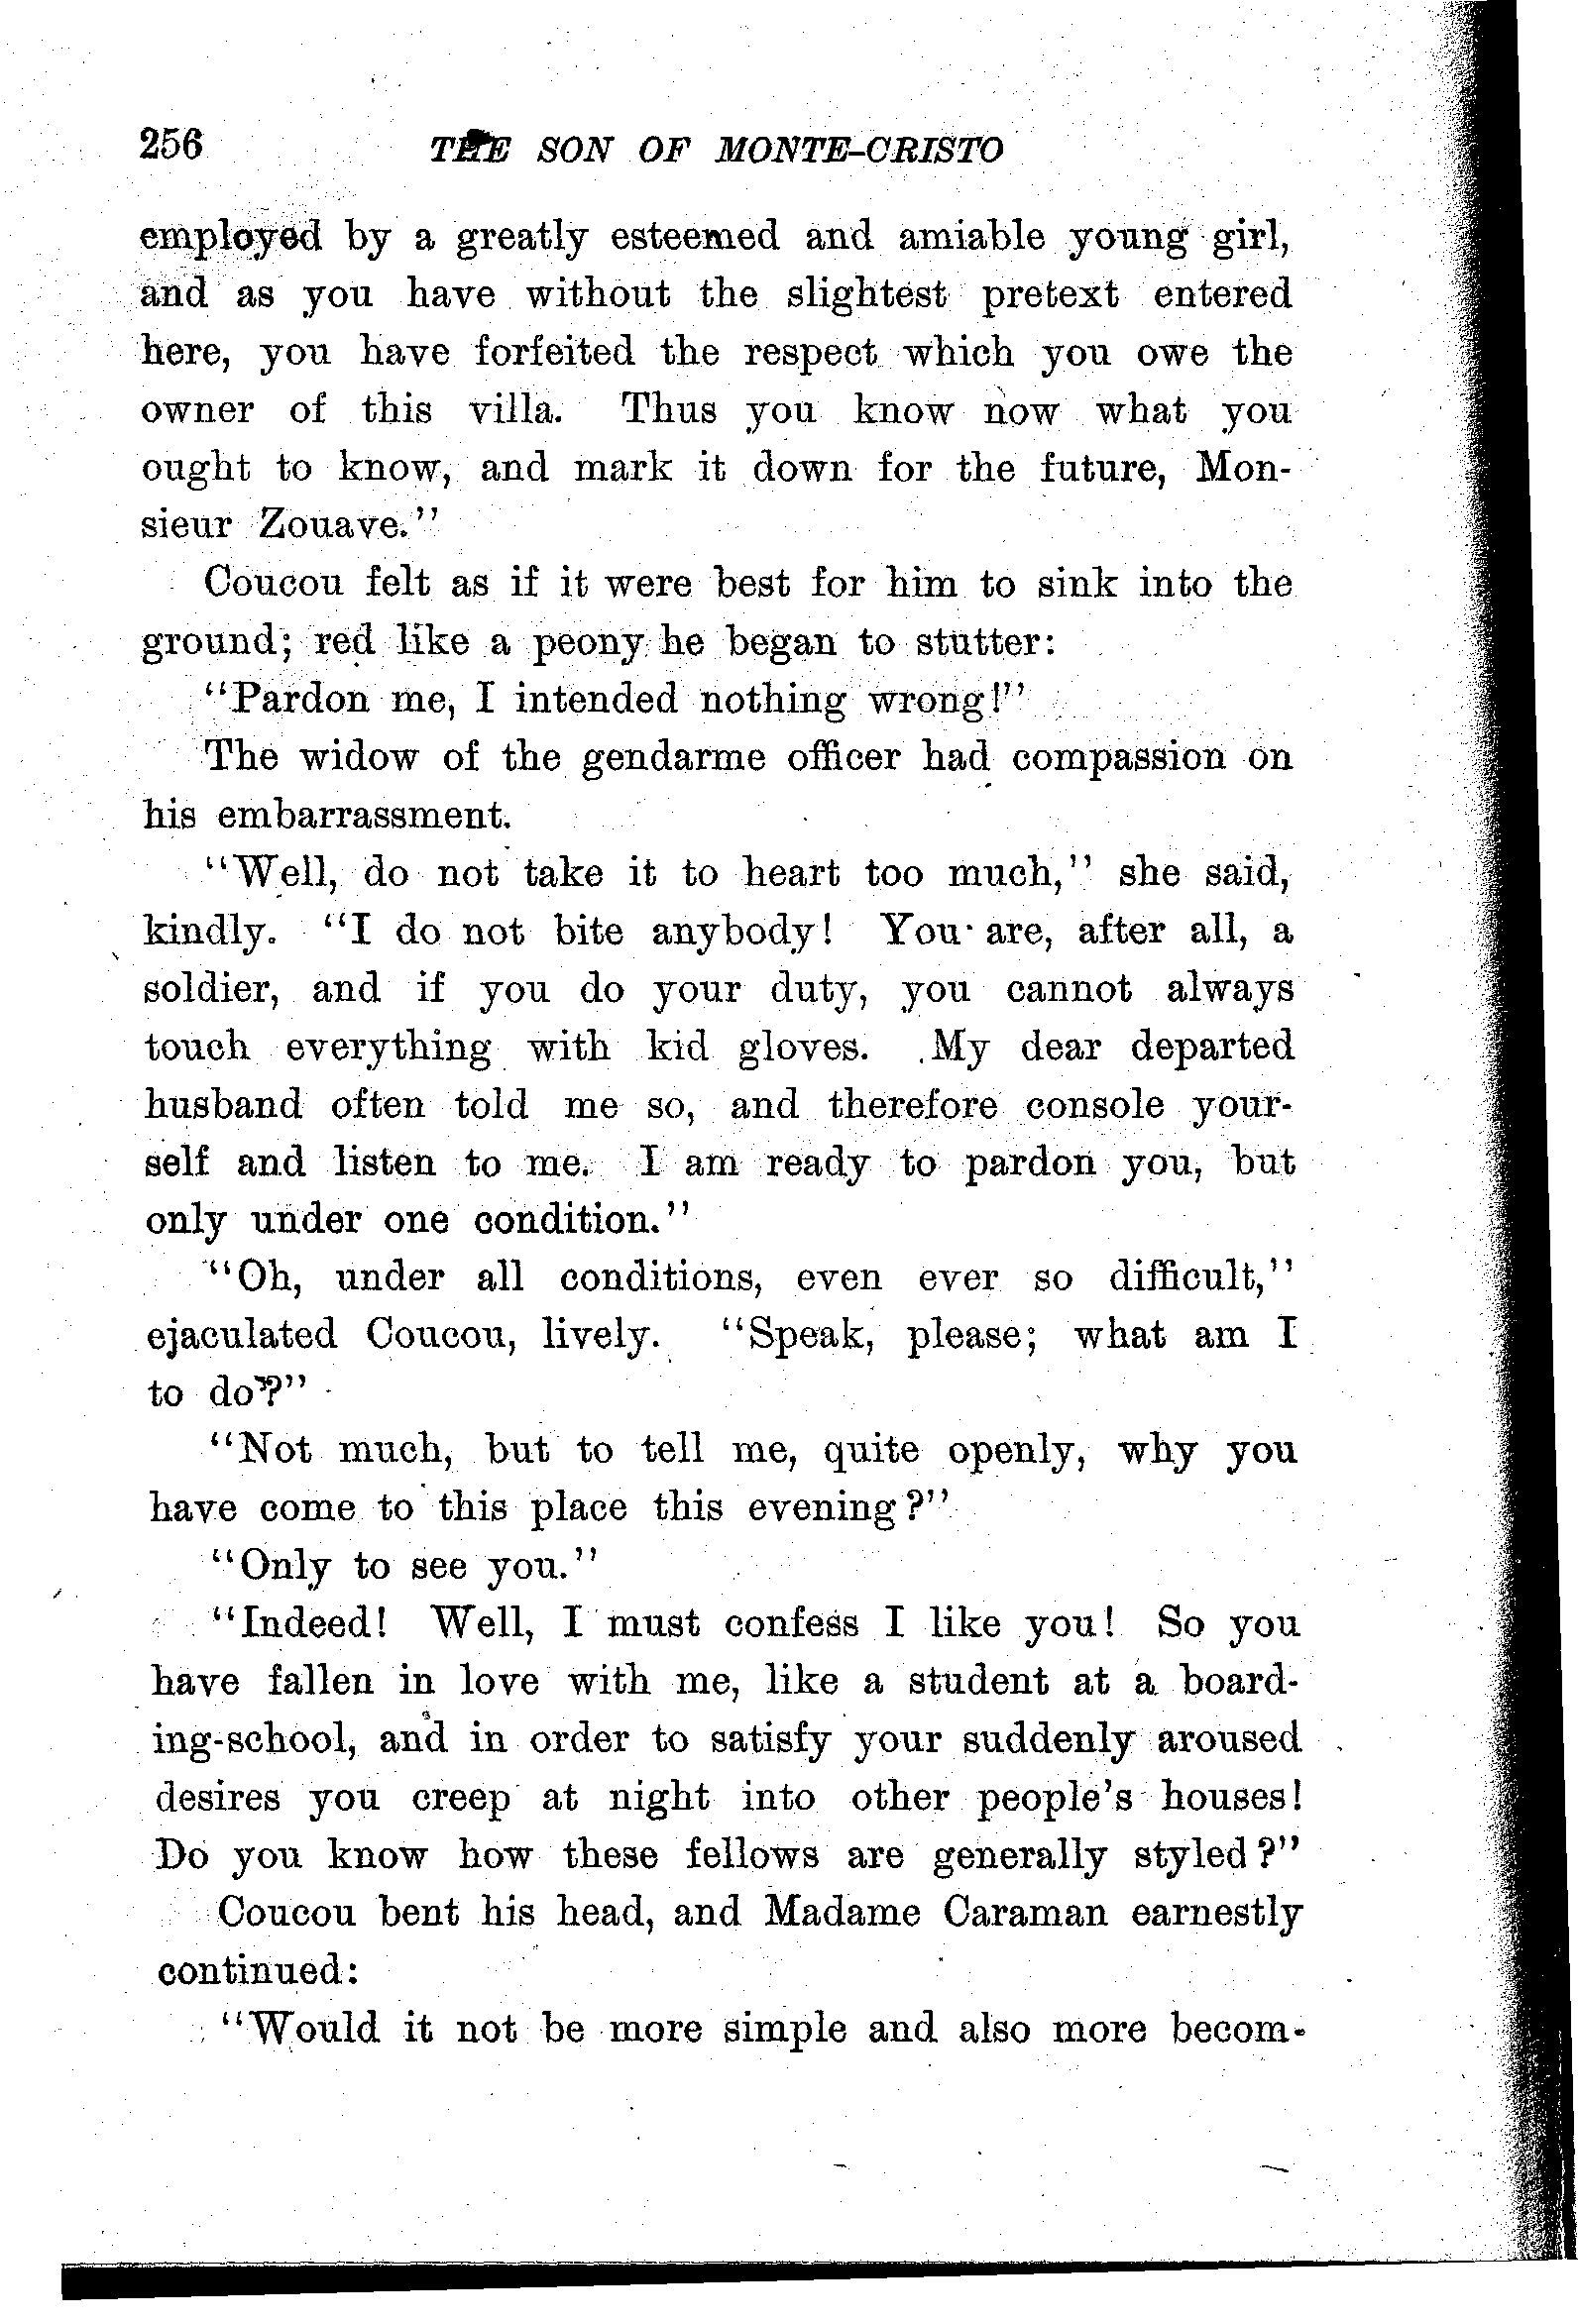 256 THE SON OF MONTE-CRISTO
employed by a greatly esteemed and amiable young girl,
and as you have without the slightest pretext entered
here, you have forfeited the respect which you owe the
owner of this villa. Thus you know now what you
ought to know, and mark it down for the future, Mon-
sieur Zouave."
Coucou felt as if it were best for him to sink into the
ground; red like a peony he began to stutter:
"Pardon me, I intended nothing wrong!"
The widow of the gendarme officer had compassion on
his embarrassment.
"Well, do not take it to heart too much," she said,
kindly. "I do not bite anybody! You are, after all, a
soldier, and if you do your duty, you cannot always
touch everything with kid gloves. My dear departed
husband often told me so, and therefore console your-
self and listen to me. I am ready to pardon you, but
only under one condition."
"Oh, under all conditions, even ever so difficult,"
ejaculated Coucou, lively. "Speak, please; what am I
to do?"
"Not much, but to tell me, quite openly, why you
have come to this place this evening?"
"Only to see you."
"Indeed! Well, I must confess I like you! So you
have fallen in love with me, like a student at a board-
ing-school, and in order to satisfy your suddenly aroused
desires you creep at night into other people's houses!
Do you know how these fellows are generally styled?"
Coucou bent his head, and Madame Caraman earnestly
continued:
"Would it not be more simple and also more becom-